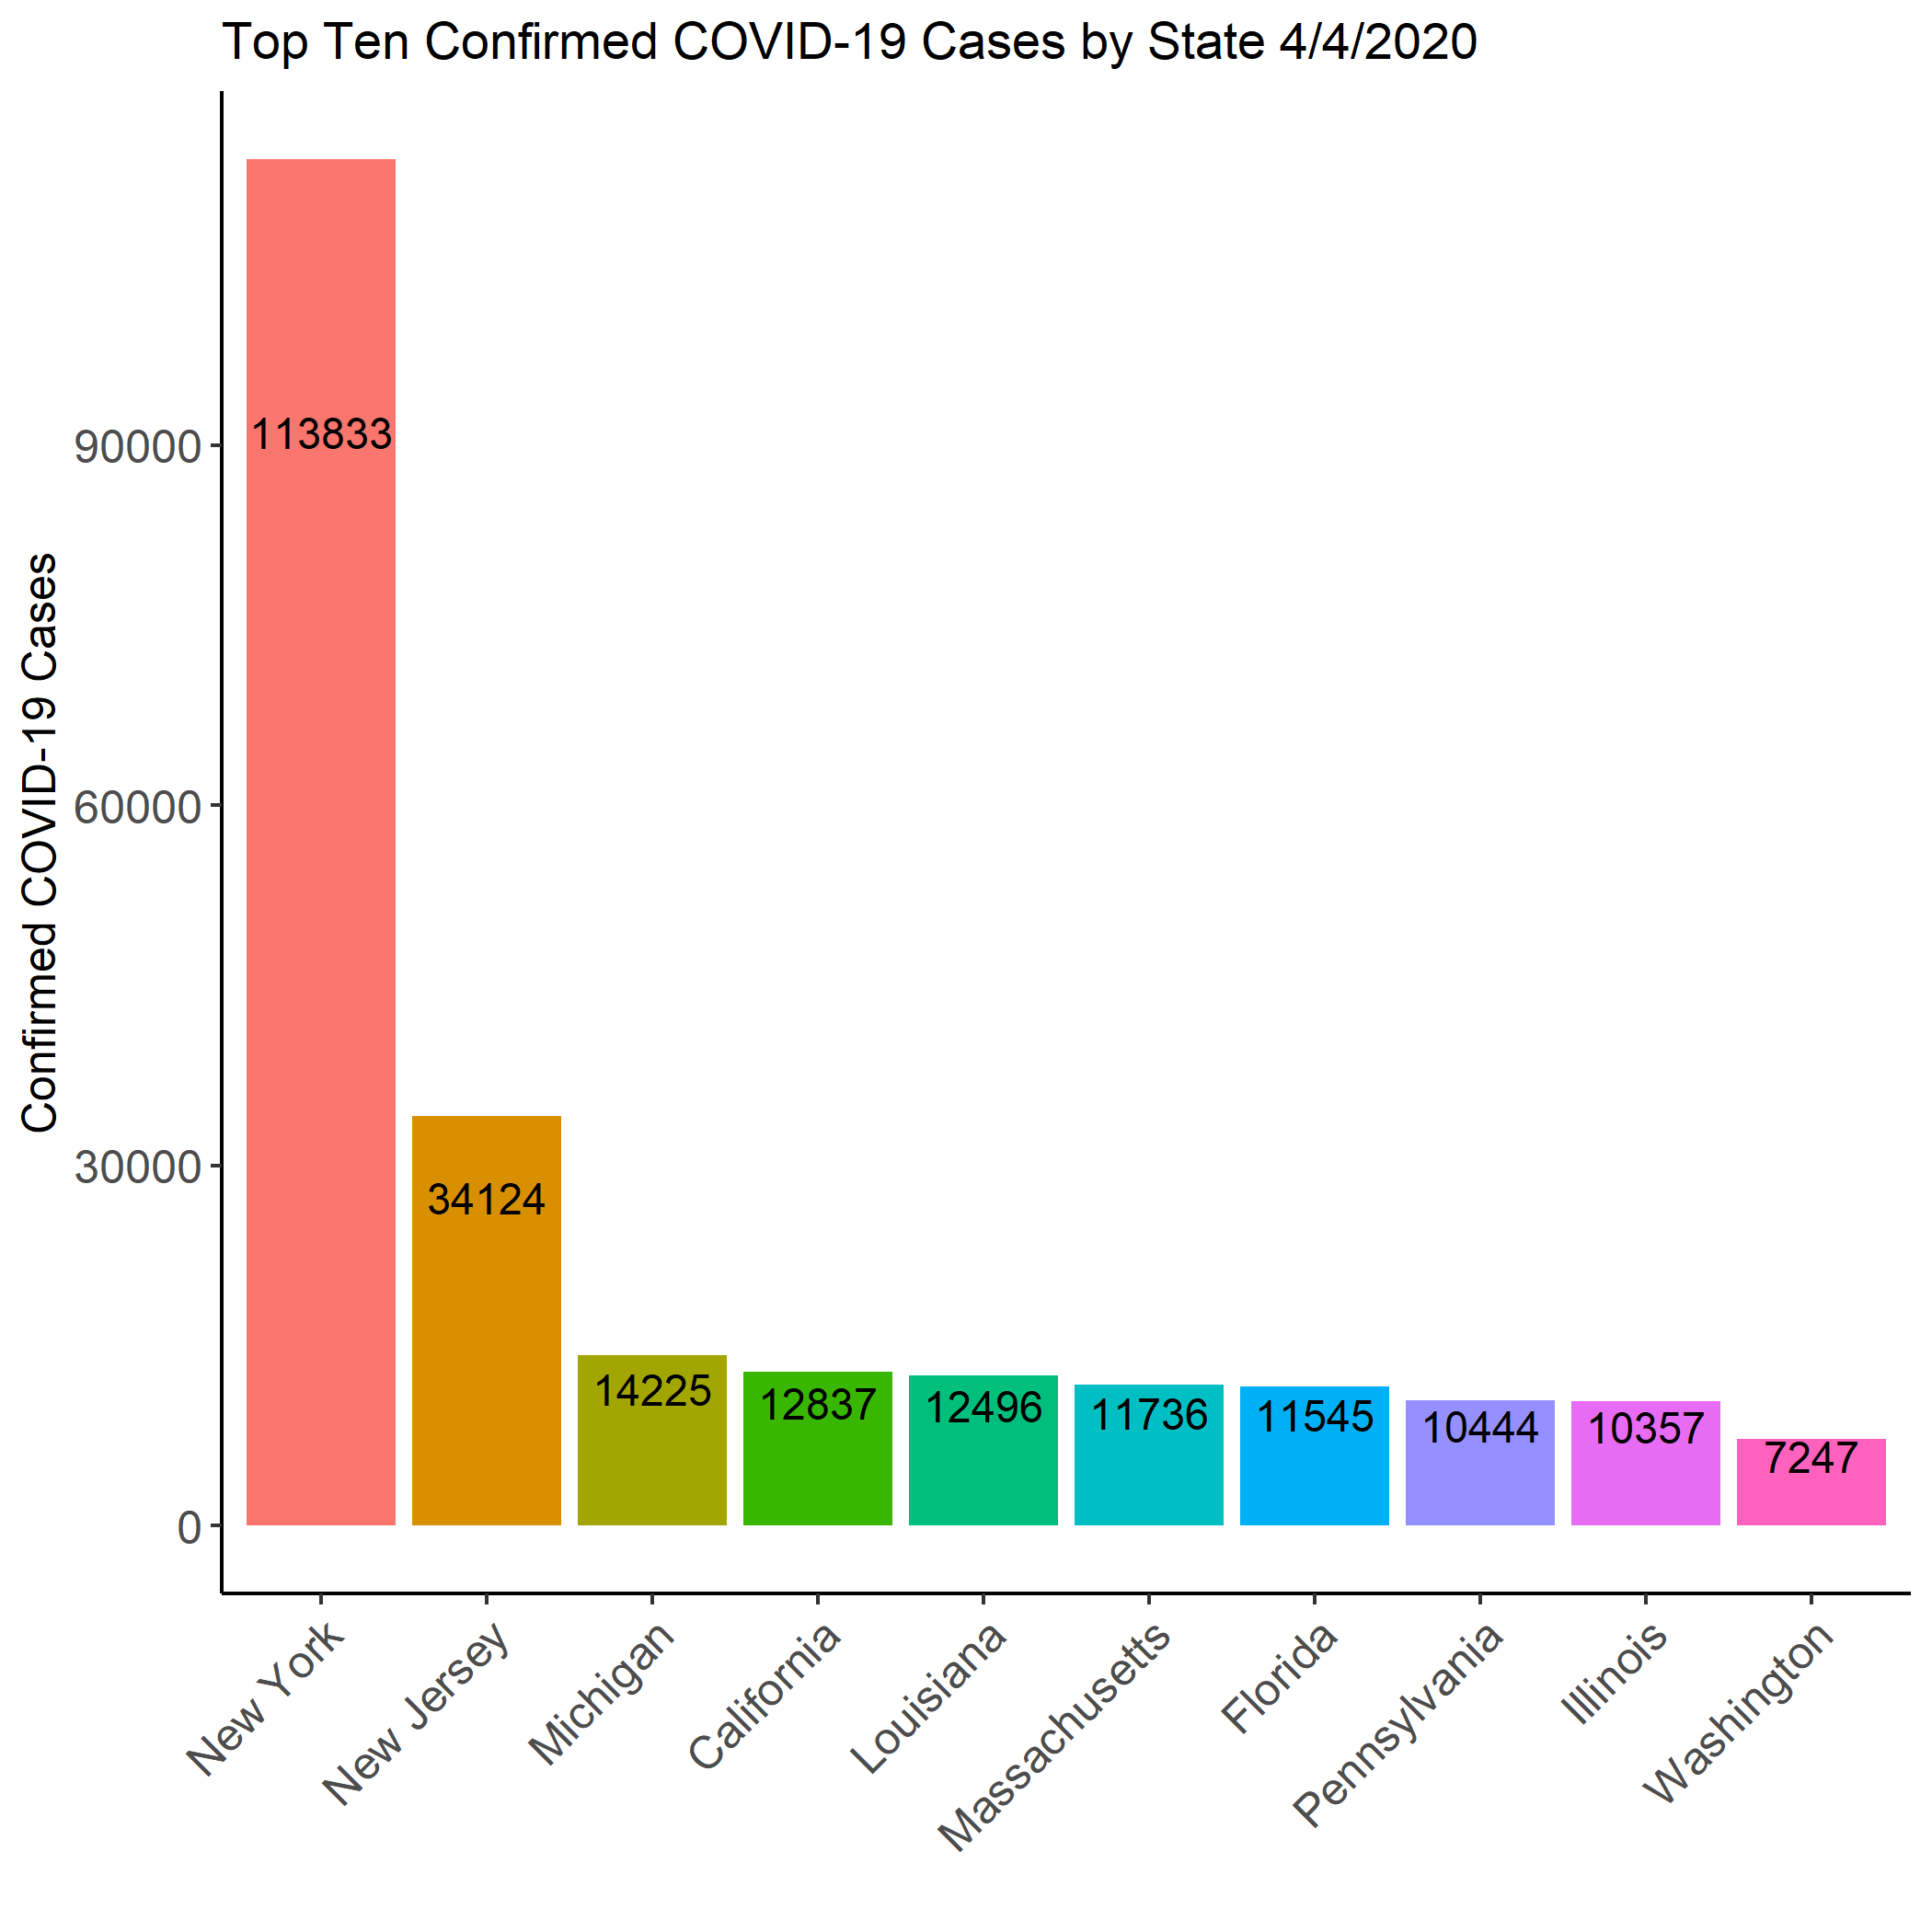 Top Ten Confirmed COVID-19 Cases by State 4/4/2020
Confirmed COVID-19 Cases
90000
60000
30000
0
113833
34124
14225
12837
12496
11736
11545
10444
10357
7247
New York
New Jersey
Michigan
California
Louisiana
Massachusetts
Florida
Pennsylvania
Illinois
Washington